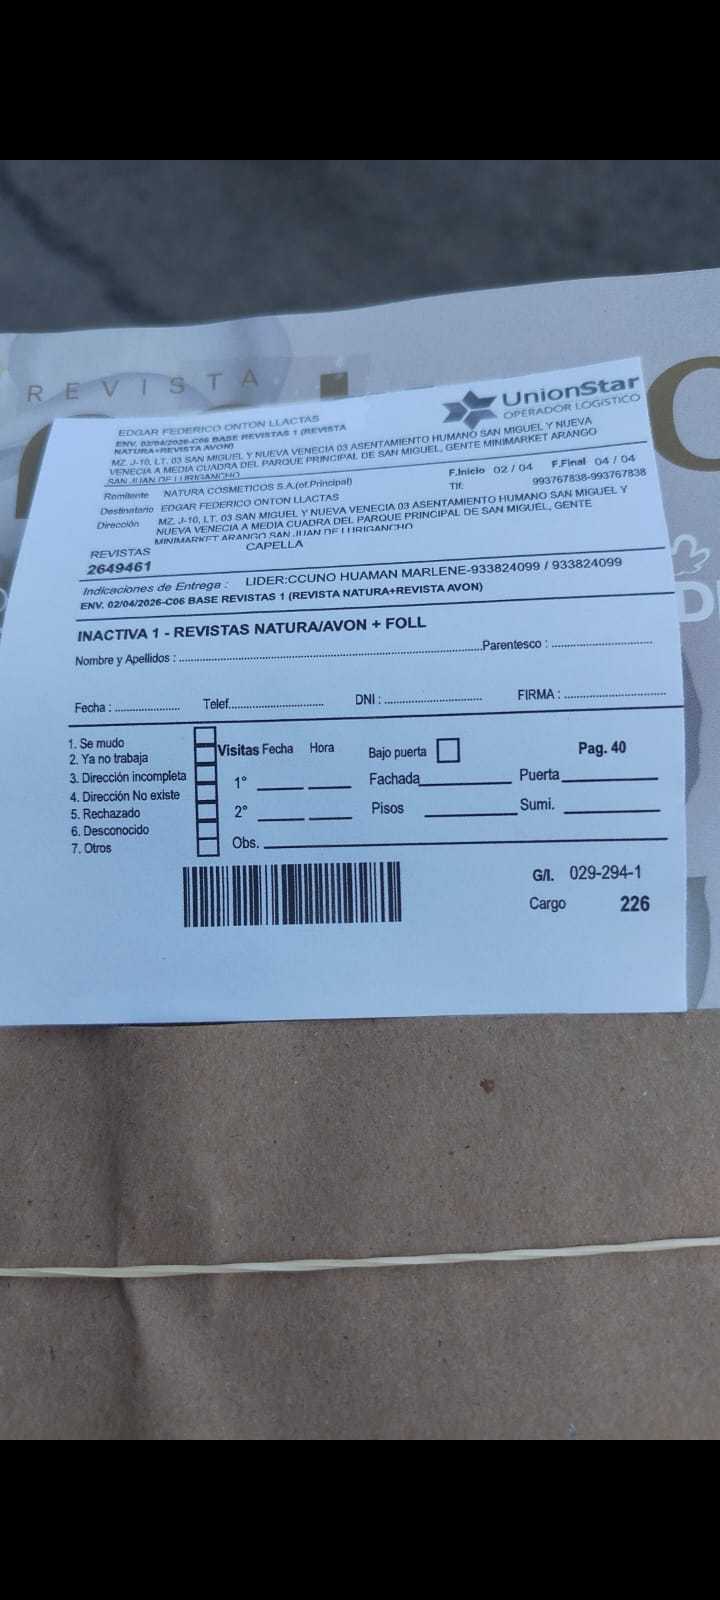 REVISTA
UnionStar
OPERADOR LOGÍSTICO
EDGAR FEDERICO ONTON LLACTAS
ENV. 02/04/2026-C06 BASE REVISTAS 1 (REVISTA
NATURA+REVISTA AVON)
MZ. J-10, LT. 03 SAN MIGUEL Y NUEVA VENECIA 03 ASENTAMIENTO HUMANO SAN MIGUEL Y NUEVA
VENECIA A MEDIA CUADRA DEL PARQUE PRINCIPAL DE SAN MIGUEL, GENTE MINIMARKET ARANGO
SAN JUAN DE LURIGANCHO
Remitente NATURA COSMETICOS S.A.(of.Principal) F.Inicio 02 / 04 F.Final 04 / 04
Destinatario EDGAR FEDERICO ONTON LLACTAS Tlf: 993767838-993767838
Dirección MZ. J-10, LT. 03 SAN MIGUEL Y NUEVA VENECIA 03 ASENTAMIENTO HUMANO SAN MIGUEL Y
NUEVA VENECIA A MEDIA CUADRA DEL PARQUE PRINCIPAL DE SAN MIGUEL, GENTE
MINIMARKET ARANGO SAN JUAN DE LURIGANCHO
REVISTAS CAPELLA
2649461
Indicaciones de Entrega : LIDER:CCUNO HUAMAN MARLENE-933824099 / 933824099
ENV. 02/04/2026-C06 BASE REVISTAS 1 (REVISTA NATURA+REVISTA AVON)
INACTIVA 1 - REVISTAS NATURA/AVON + FOLL
Nombre y Apellidos : Parentesco :
Fecha : Telef. DNI : FIRMA :
1. Se mudo
2. Ya no trabaja
3. Dirección incompleta
4. Dirección No existe
5. Rechazado
6. Desconocido
7. Otros
Visitas Fecha Hora
1°
2°
Obs.
Bajo puerta Pag. 40
Fachada Puerta
Pisos Sumi.
G/I. 029-294-1
Cargo 226